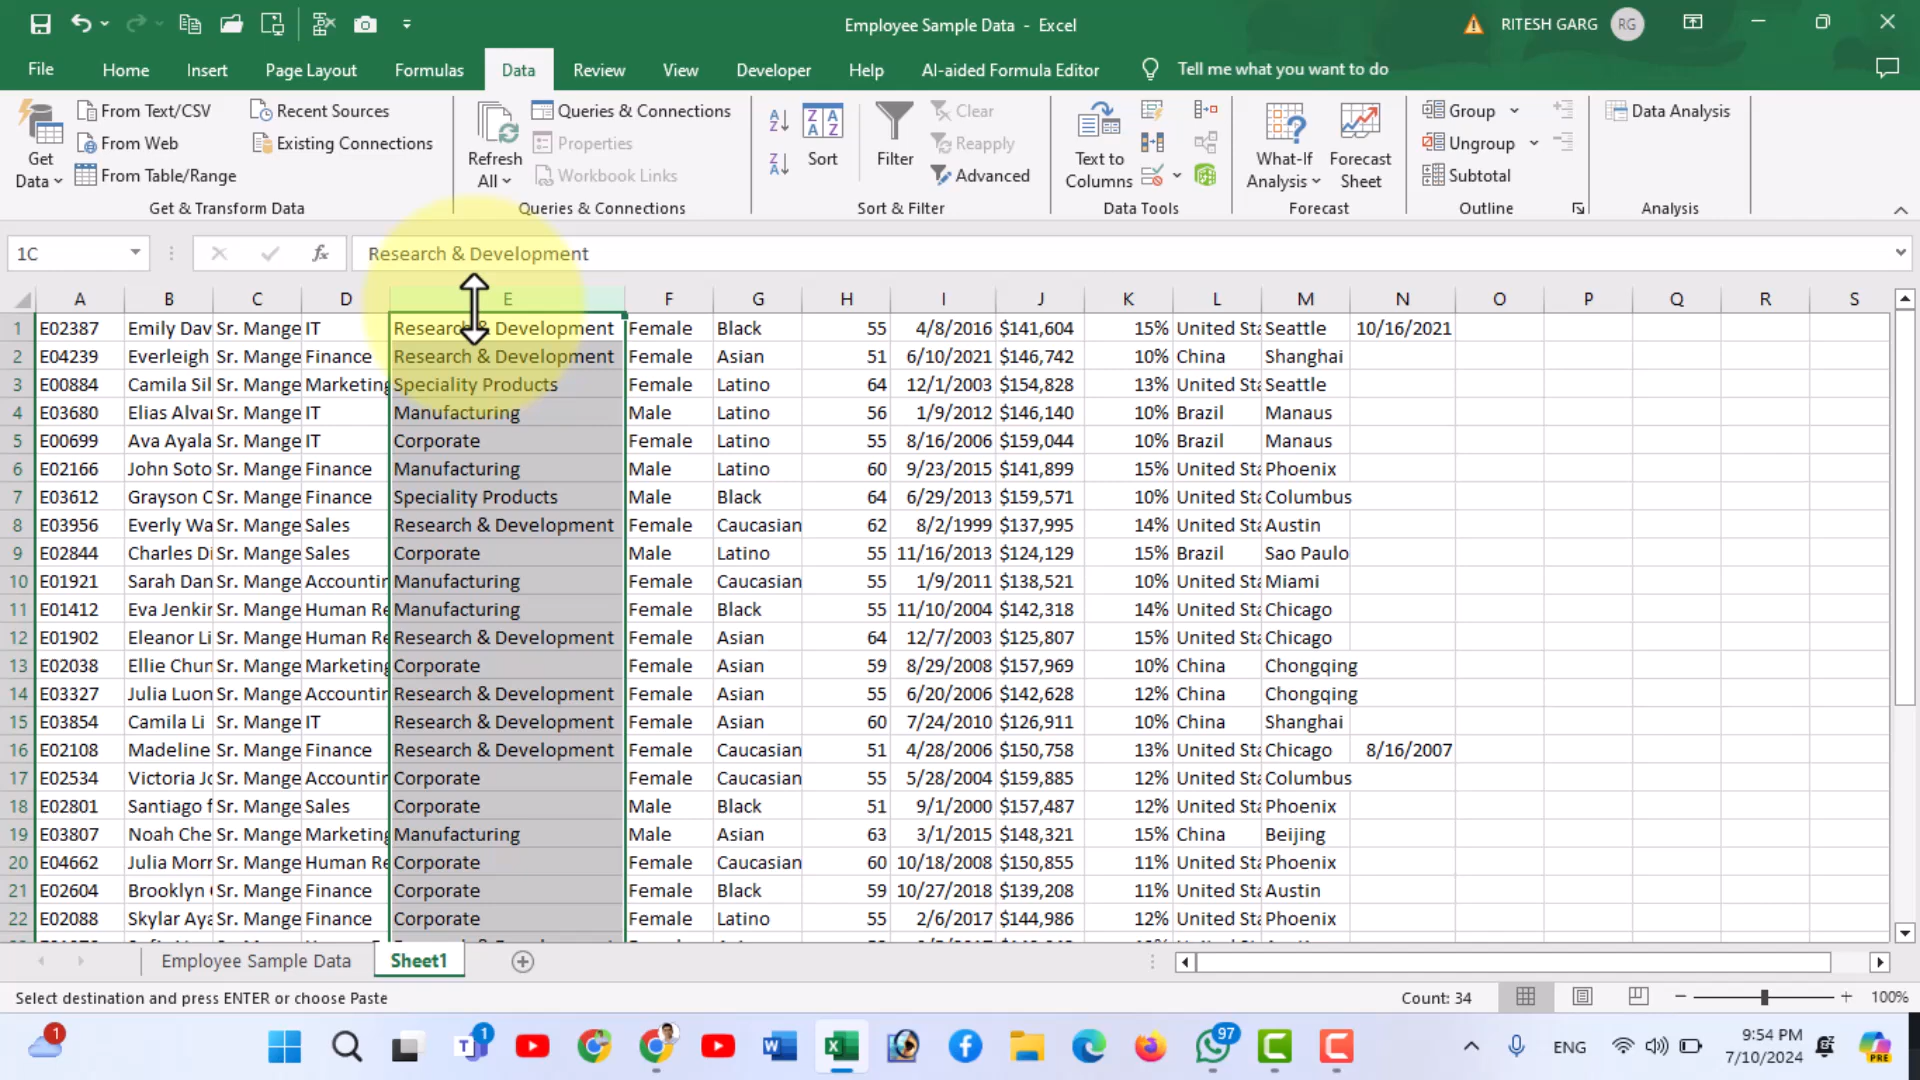 Employee Sample Data - Excel
RITESH GARG RG
File Home Insert Page Layout Formulas Data Review View Developer Help AI-aided Formula Editor Tell me what you want to do
Get Data
From Text/CSV
From Web
From Table/Range
Recent Sources
Existing Connections
Get & Transform Data
Refresh All
Queries & Connections
Properties
Workbook Links
Queries & Connections
Sort
Filter
Clear
Reapply
Advanced
Sort & Filter
Text to Columns
Data Tools
What-If Analysis
Forecast Sheet
Forecast
Group
Ungroup
Subtotal
Outline
Data Analysis
Analysis
1C fx Research & Development
A B C D E F G H I J K L M N O P Q R S
1 E02387 Emily Dav Sr. Mange IT Research & Development Female Black 55 4/8/2016 $141,604 15% United Sta Seattle 10/16/2021
2 E04239 Everleigh Sr. Mange Finance Research & Development Female Asian 51 6/10/2021 $146,742 10% China Shanghai
3 E00884 Camila Sil Sr. Mange Marketing Speciality Products Female Latino 64 12/1/2003 $154,828 13% United Sta Seattle
4 E03680 Elias Alvar Sr. Mange IT Manufacturing Male Latino 56 1/9/2012 $146,140 10% Brazil Manaus
5 E00699 Ava Ayala Sr. Mange IT Corporate Female Latino 55 8/16/2006 $159,044 10% Brazil Manaus
6 E02166 John Soto Sr. Mange Finance Manufacturing Male Latino 60 9/23/2015 $141,899 15% United Sta Phoenix
7 E03612 Grayson C Sr. Mange Finance Speciality Products Male Black 64 6/29/2013 $159,571 10% United Sta Columbus
8 E03956 Everly Wa Sr. Mange Sales Research & Development Female Caucasian 62 8/2/1999 $137,995 14% United Sta Austin
9 E02844 Charles Di Sr. Mange Sales Corporate Male Latino 55 11/16/2013 $124,129 15% Brazil Sao Paulo
10 E01921 Sarah Dan Sr. Mange Accountin Manufacturing Female Caucasian 55 1/9/2011 $138,521 10% United Sta Miami
11 E01412 Eva Jenkin Sr. Mange Human Re Manufacturing Female Black 55 11/10/2004 $142,318 14% United Sta Chicago
12 E01902 Eleanor Li Sr. Mange Human Re Research & Development Female Asian 64 12/7/2003 $125,807 15% United Sta Chicago
13 E02038 Ellie Chun Sr. Mange Marketing Corporate Female Asian 59 8/29/2008 $157,969 10% China Chongqing
14 E03327 Julia Luon Sr. Mange Accountin Research & Development Female Asian 55 6/20/2006 $142,628 12% China Chongqing
15 E03854 Camila Li Sr. Mange IT Research & Development Female Asian 60 7/24/2010 $126,911 10% China Shanghai
16 E02108 Madeline Sr. Mange Finance Research & Development Female Caucasian 51 4/28/2006 $150,758 13% United Sta Chicago 8/16/2007
17 E02534 Victoria Jo Sr. Mange Accountin Corporate Female Caucasian 55 5/28/2004 $159,885 12% United Sta Columbus
18 E02801 Santiago f Sr. Mange Sales Corporate Male Black 51 9/1/2000 $157,487 12% United Sta Phoenix
19 E03807 Noah Che Sr. Mange Marketing Manufacturing Male Asian 63 3/1/2015 $148,321 15% China Beijing
20 E04662 Julia Morr Sr. Mange Human Re Corporate Female Caucasian 60 10/18/2008 $150,855 11% United Sta Phoenix
21 E02604 Brooklyn Sr. Mange Finance Corporate Female Black 59 10/27/2018 $139,208 11% United Sta Austin
22 E02088 Skylar Aya Sr. Mange Finance Corporate Female Latino 55 2/6/2017 $144,986 12% United Sta Phoenix
Employee Sample Data Sheet1
Select destination and press ENTER or choose Paste Count: 34 100%
1 1 97 ENG 9:54 PM
7/10/2024 PRE